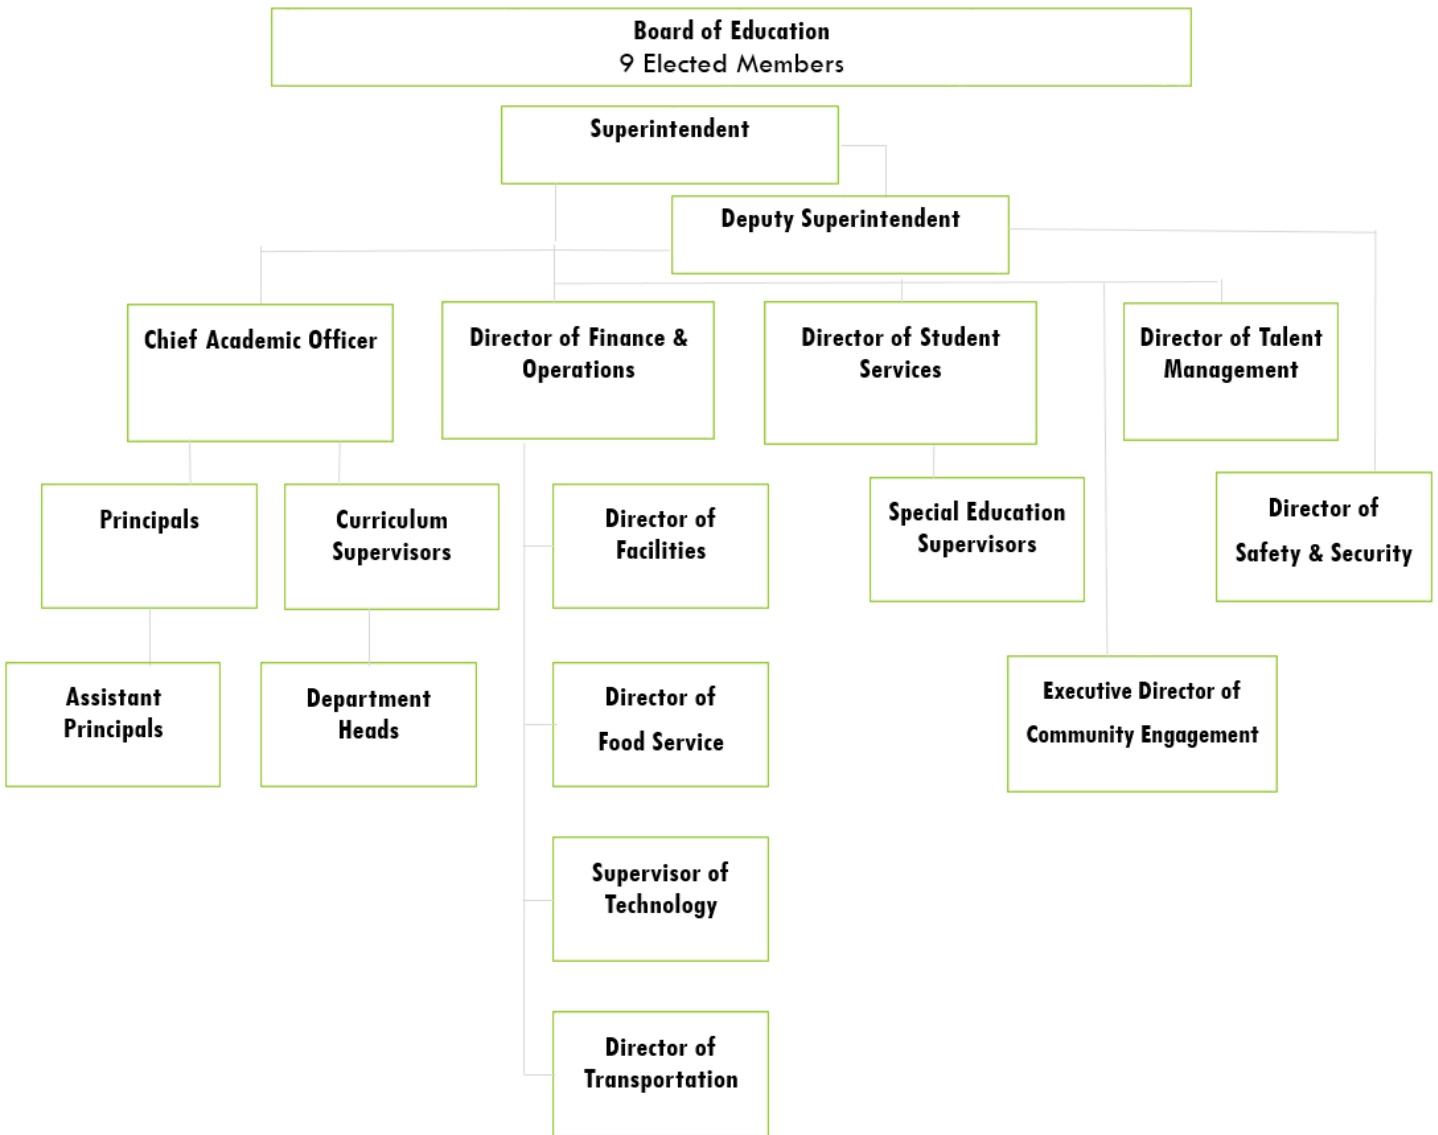 Board of Education
9 Elected Members
Superintendent
Deputy Superintendent
Chief Academic Officer
Director of Finance &
Operations
Director of Student
Services
Director of Talent
Management
Principals
Curriculum
Supervisors
Director of
Facilities
Special Education
Supervisors
Director of
Safety & Security
Assistant
Principals
Department
Heads
Director of
Food Service
Executive Director of
Community Engagement
Supervisor of
Technology
Director of
Transportation